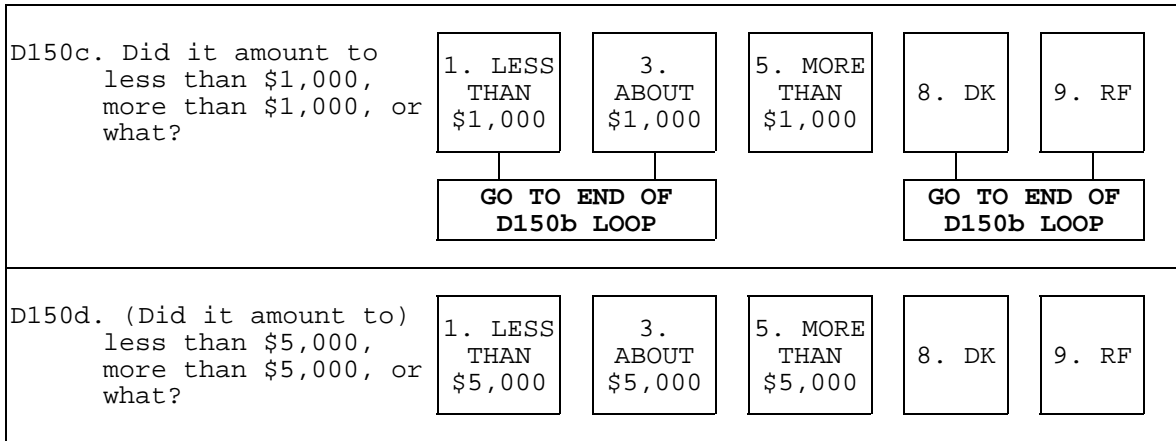 D150c. Did it amount to
less than $1,000,
more than $1,000, or
what?
1. LESS
THAN
$1,000
3.
ABOUT
$1,000
5. MORE
THAN
$1,000
8. DK
9. RF
GO TO END OF
D150b LOOP
GO TO END OF
D150b LOOP
D150d. (Did it amount to)
less than $5,000,
more than $5,000, or
what?
1. LESS
THAN
$5,000
3.
ABOUT
$5,000
5. MORE
THAN
$5,000
8. DK
9. RF